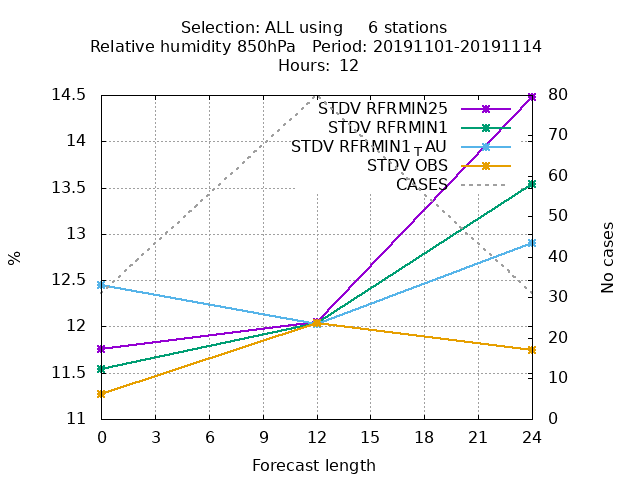 Selection: ALL using     6 stations
Relative humidity 850hPa   Period: 20191101-20191114
Hours:  12
STDV RFRMIN25
STDV RFRMIN1
STDV RFRMIN1TAU
STDV OBS
CASES
14.5
14
13.5
13
12.5
12
11.5
11
%
80
70
60
50
40
30
20
10
0
No cases
0 3 6 9 12 15 18 21 24
Forecast length